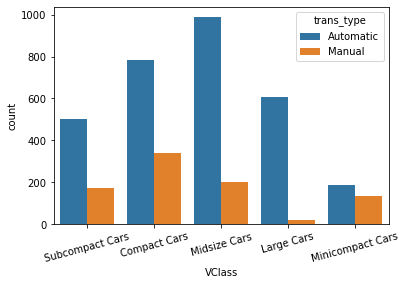 trans_type
Automatic
Manual
1000
800
600
400
200
0
count
Subcompact Cars
Compact Cars
Midsize Cars
Large Cars
Minicompact Cars
VClass